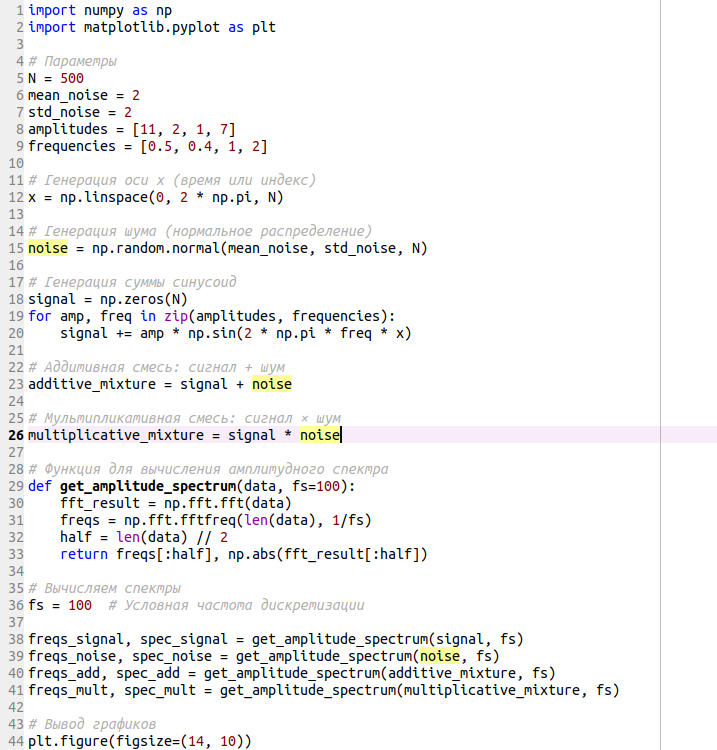 1 import numpy as np
2 import matplotlib.pyplot as plt
3
4 # Параметры
5 N = 500
6 mean_noise = 2
7 std_noise = 2
8 amplitudes = [11, 2, 1, 7]
9 frequencies = [0.5, 0.4, 1, 2]
10
11 # Генерация оси x (время или индекс)
12 x = np.linspace(0, 2 * np.pi, N)
13
14 # Генерация шума (нормальное распределение)
15 noise = np.random.normal(mean_noise, std_noise, N)
16
17 # Генерация суммы синусоид
18 signal = np.zeros(N)
19 for amp, freq in zip(amplitudes, frequencies):
20     signal += amp * np.sin(2 * np.pi * freq * x)
21
22 # Аддитивная смесь: сигнал + шум
23 additive_mixture = signal + noise
24
25 # Мультипликативная смесь: сигнал × шум
26 multiplicative_mixture = signal * noise
27
28 # Функция для вычисления амплитудного спектра
29 def get_amplitude_spectrum(data, fs=100):
30     fft_result = np.fft.fft(data)
31     freqs = np.fft.fftfreq(len(data), 1/fs)
32     half = len(data) // 2
33     return freqs[:half], np.abs(fft_result[:half])
34
35 # Вычисляем спектры
36 fs = 100  # Условная частота дискретизации
37
38 freqs_signal, spec_signal = get_amplitude_spectrum(signal, fs)
39 freqs_noise, spec_noise = get_amplitude_spectrum(noise, fs)
40 freqs_add, spec_add = get_amplitude_spectrum(additive_mixture, fs)
41 freqs_mult, spec_mult = get_amplitude_spectrum(multiplicative_mixture, fs)
42
43 # Вывод графиков
44 plt.figure(figsize=(14, 10))